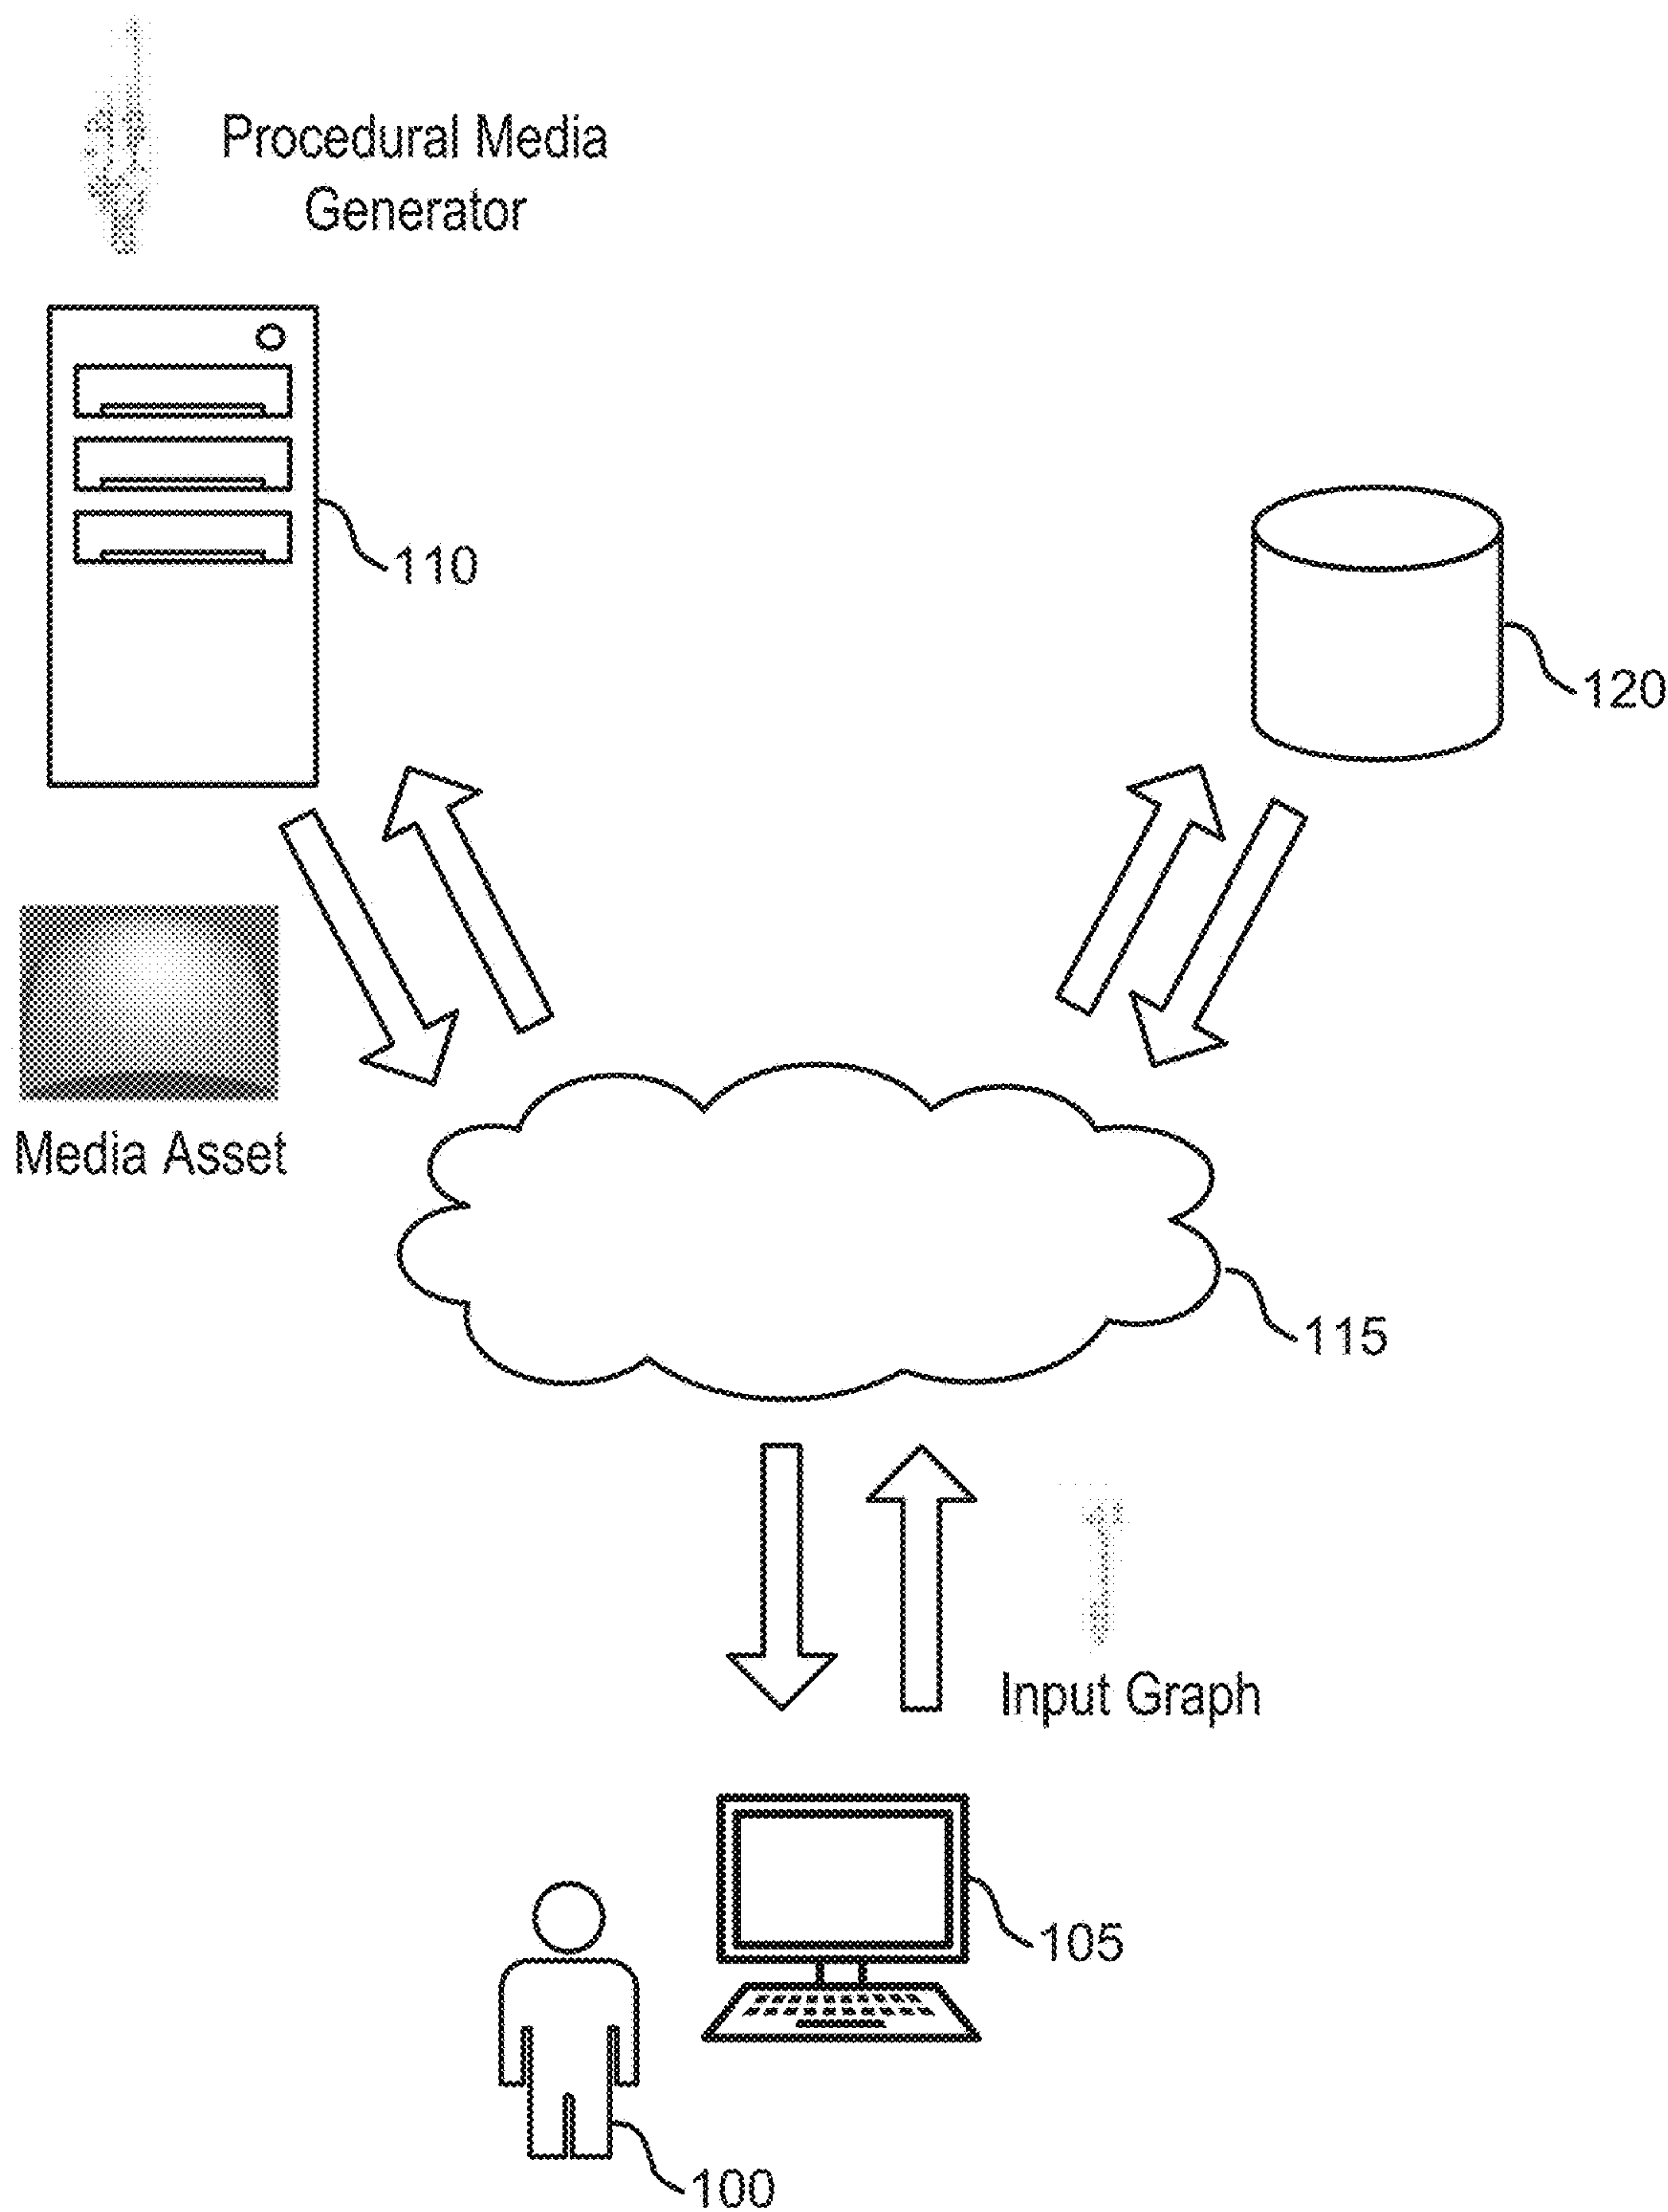 Procedural Media
Generator
110
120
Media Asset
115
Input Graph
105
100